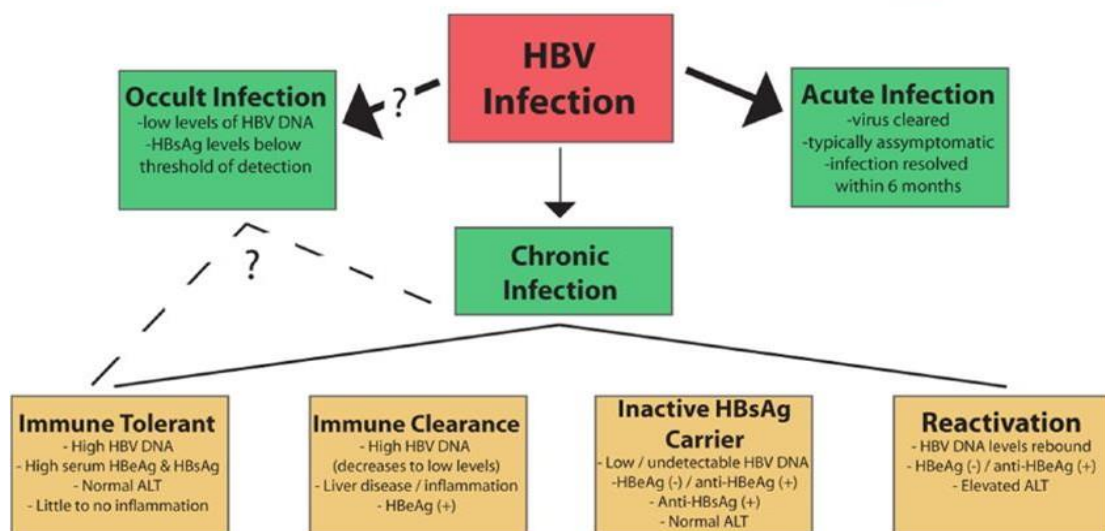 HBV
Infection
Occult Infection
-low levels of HBV DNA
-HBsAg levels below
threshold of detection
?
Acute Infection
-virus cleared
-typically assymptomatic
-infection resolved
within 6 months
?
Chronic
Infection
Immune Tolerant
- High HBV DNA
- High serum HBeAg & HBsAg
- Normal ALT
- Little to no inflammation
Immune Clearance
- High HBV DNA
(decreases to low levels)
- Liver disease / inflammation
- HBeAg (+)
Inactive HBsAg
Carrier
- Low / undetectable HBV DNA
-HBeAg (-) / anti-HBeAg (+)
- Anti-HBsAg (+)
- Normal ALT
Reactivation
- HBV DNA levels rebound
- HBeAg (-) / anti-HBeAg (+)
- Elevated ALT